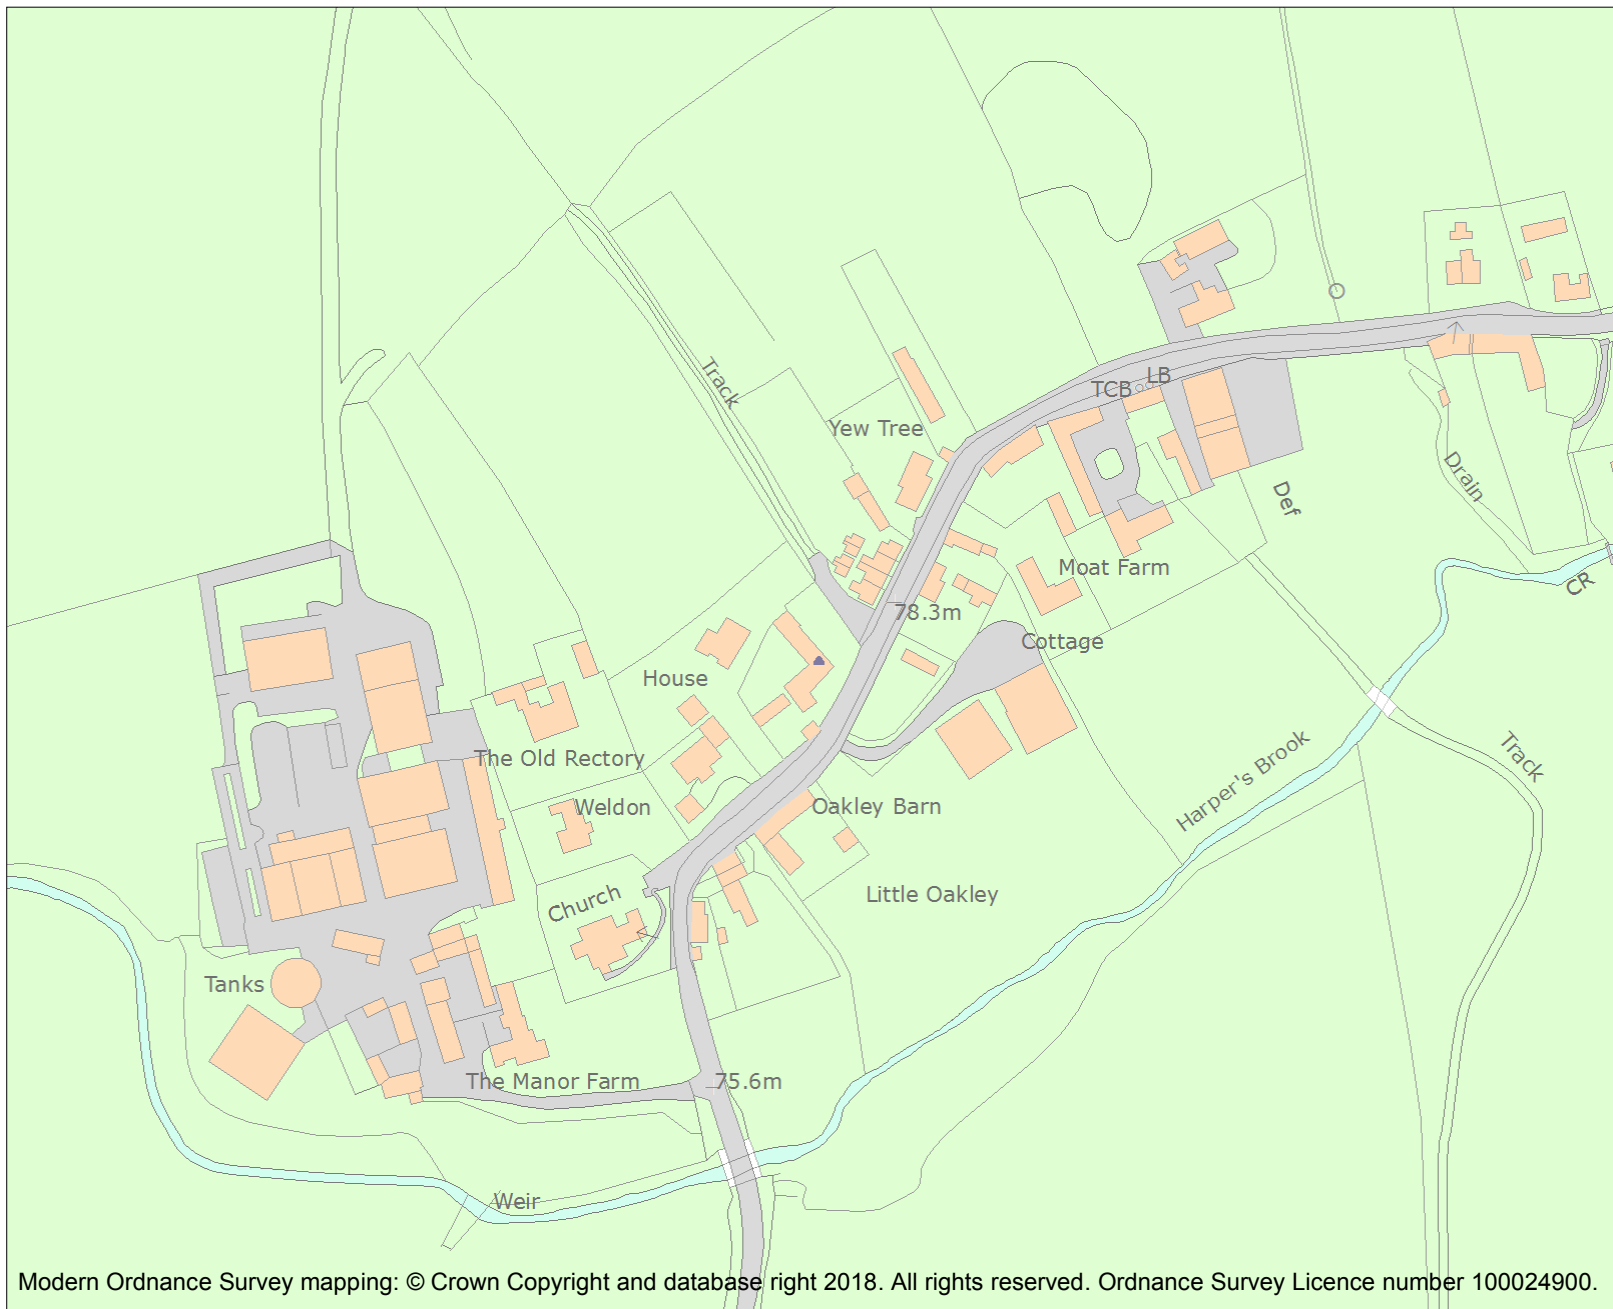 Track
TCB
LB
Yew Tree
Drain
Def
Moat Farm
CR
78.3m
Cottage
House
The Old Rectory
Track
Harper's Brook
Weldon
Oakley Barn
Church
Little Oakley
Tanks
The Manor Farm
75.6m
Weir
Modern Ordnance Survey mapping: © Crown Copyright and database right 2018. All rights reserved. Ordnance Survey Licence number 100024900.